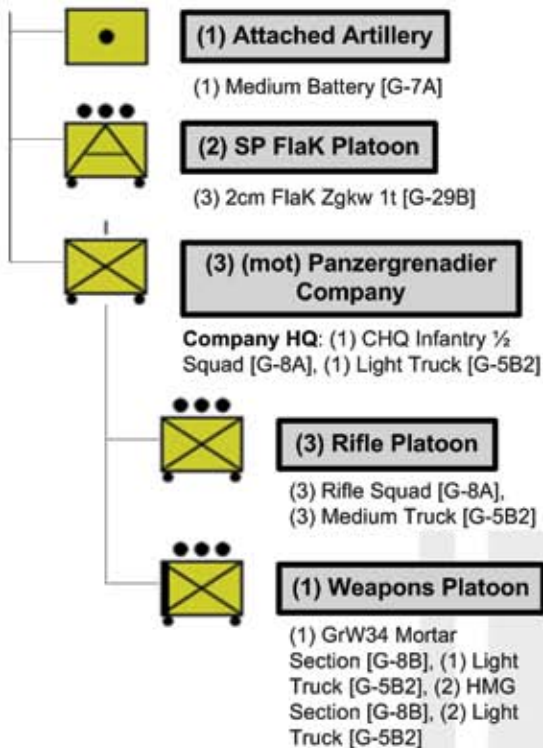 (1) Attached Artillery
(1) Medium Battery [G-7A]
(2) SP FlaK Platoon
(3) 2cm FlaK Zgkw 1t [G-29B]
(3) (mot) Panzergrenadier
Company
Company HQ: (1) CHQ Infantry ½
Squad [G-8A], (1) Light Truck [G-5B2]
(3) Rifle Platoon
(3) Rifle Squad [G-8A],
(3) Medium Truck [G-5B2]
(1) Weapons Platoon
(1) GrW34 Mortar
Section [G-8B], (1) Light
Truck [G-5B2], (2) HMG
Section [G-8B], (2) Light
Truck [G-5B2]